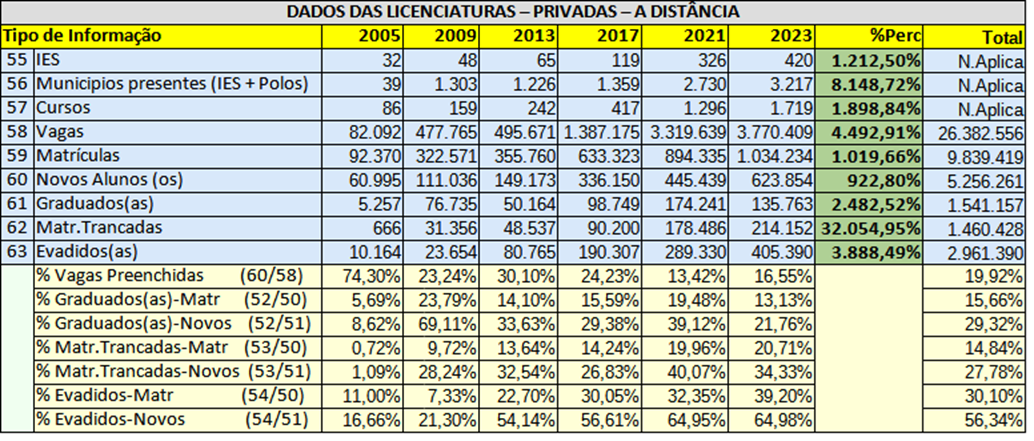 DADOS DAS LICENCIATURAS – PRIVADAS – A DISTÂNCIA
Tipo de Informação 2005 2009 2013 2017 2021 2023 %Perc Total
55 IES 32 48 65 119 326 420 1.212,50% N.Aplica
56 Municipios presentes (IES + Polos) 39 1.303 1.226 1.359 2.730 3.217 8.148,72% N.Aplica
57 Cursos 86 159 242 417 1.296 1.719 1.898,84% N.Aplica
58 Vagas 82.092 477.765 495.671 1.387.175 3.319.639 3.770.409 4.492,91% 26.382.556
59 Matrículas 92.370 322.571 355.760 633.323 894.335 1.034.234 1.019,66% 9.839.419
60 Novos Alunos (os) 60.995 111.036 149.173 336.150 445.439 623.854 922,80% 5.256.261
61 Graduados(as) 5.257 76.735 50.164 98.749 174.241 135.763 2.482,52% 1.541.157
62 Matr.Trancadas 666 31.356 48.537 90.200 178.486 214.152 32.054,95% 1.460.428
63 Evadidos(as) 10.164 23.654 80.765 190.307 289.330 405.390 3.888,49% 2.961.390
% Vagas Preenchidas (60/58) 74,30% 23,24% 30,10% 24,23% 13,42% 16,55% 19,92%
% Graduados(as)-Matr (52/50) 5,69% 23,79% 14,10% 15,59% 19,48% 13,13% 15,66%
% Graduados(as)-Novos (52/51) 8,62% 69,11% 33,63% 29,38% 39,12% 21,76% 29,32%
% Matr.Trancadas-Matr (53/50) 0,72% 9,72% 13,64% 14,24% 19,96% 20,71% 14,84%
% Matr.Trancadas-Novos (53/51) 1,09% 28,24% 32,54% 26,83% 40,07% 34,33% 27,78%
% Evadidos-Matr (54/50) 11,00% 7,33% 22,70% 30,05% 32,35% 39,20% 30,10%
% Evadidos-Novos (54/51) 16,66% 21,30% 54,14% 56,61% 64,95% 64,98% 56,34%